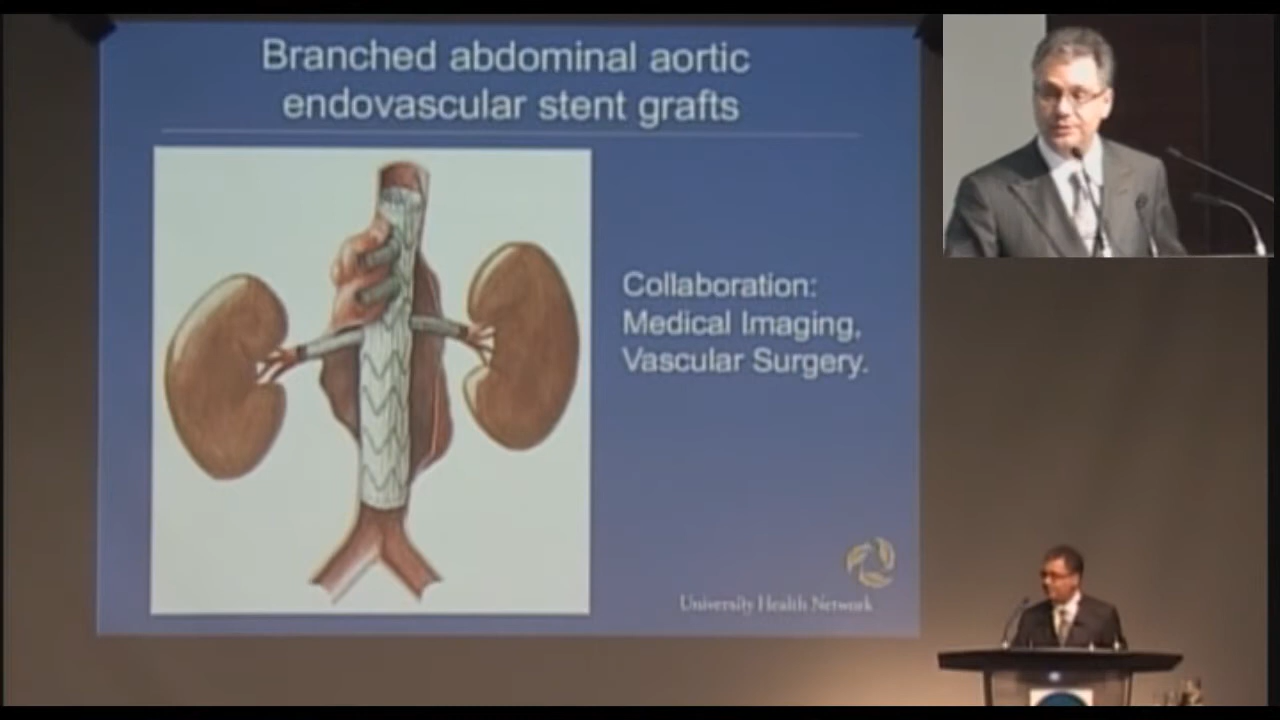 Branched abdominal aortic
endovascular stent grafts
Collaboration:
Medical Imaging,
Vascular Surgery.
University Health Network